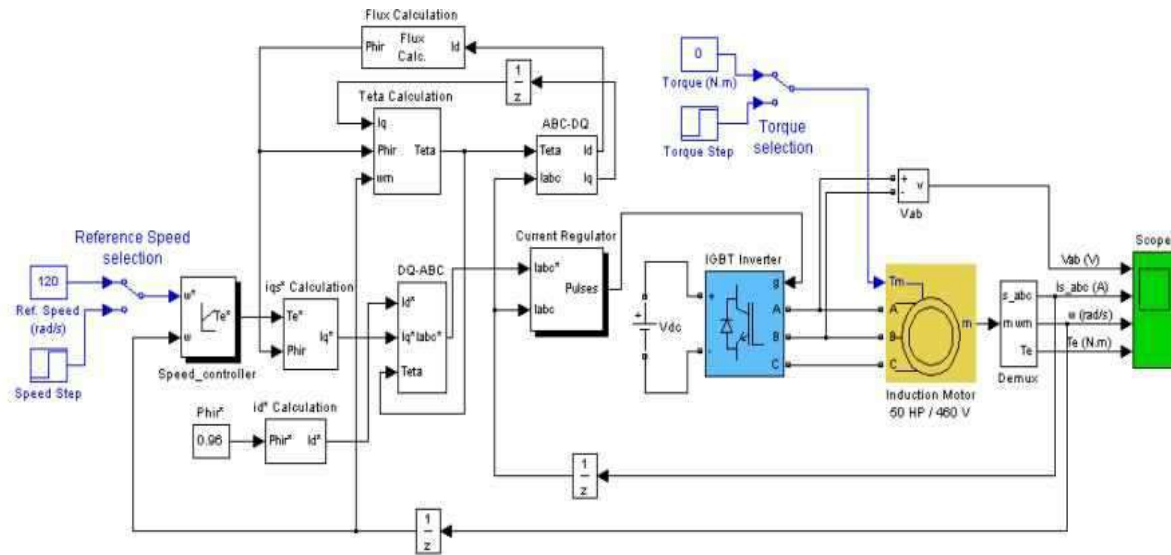 Flux Calculation
Phir
Flux
Calc.
Id
1
z
Teta Calculation
Iq
Phir
wm
Teta
ABC-DQ
Teta
Iabc
Id
Iq
0
Torque (N.m)
Torque Step
Torque
selection
+
-
v
Vab
Reference Speed
selection
120
Ref. Speed
(rad/s)
Speed Step
w*
w
Te*
Speed_controller
iqs* Calculation
Te*
Phir
Iq*
DQ-ABC
Id*
Iq*
Iabc*
Teta
Current Regulator
Iabc*
Iabc
Pulses
+
Vdc
IGBT Inverter
g
+
-
A
B
C
Tm
A
B
C
m
Induction Motor
50 HP / 460 V
s_abc
m
wm
Te
Demux
Scope
Vab (V)
Is_abc (A)
w (rad/s)
Te (N.m)
Phir*
0.96
id* Calculation
Phir*
Id*
1
z
1
z